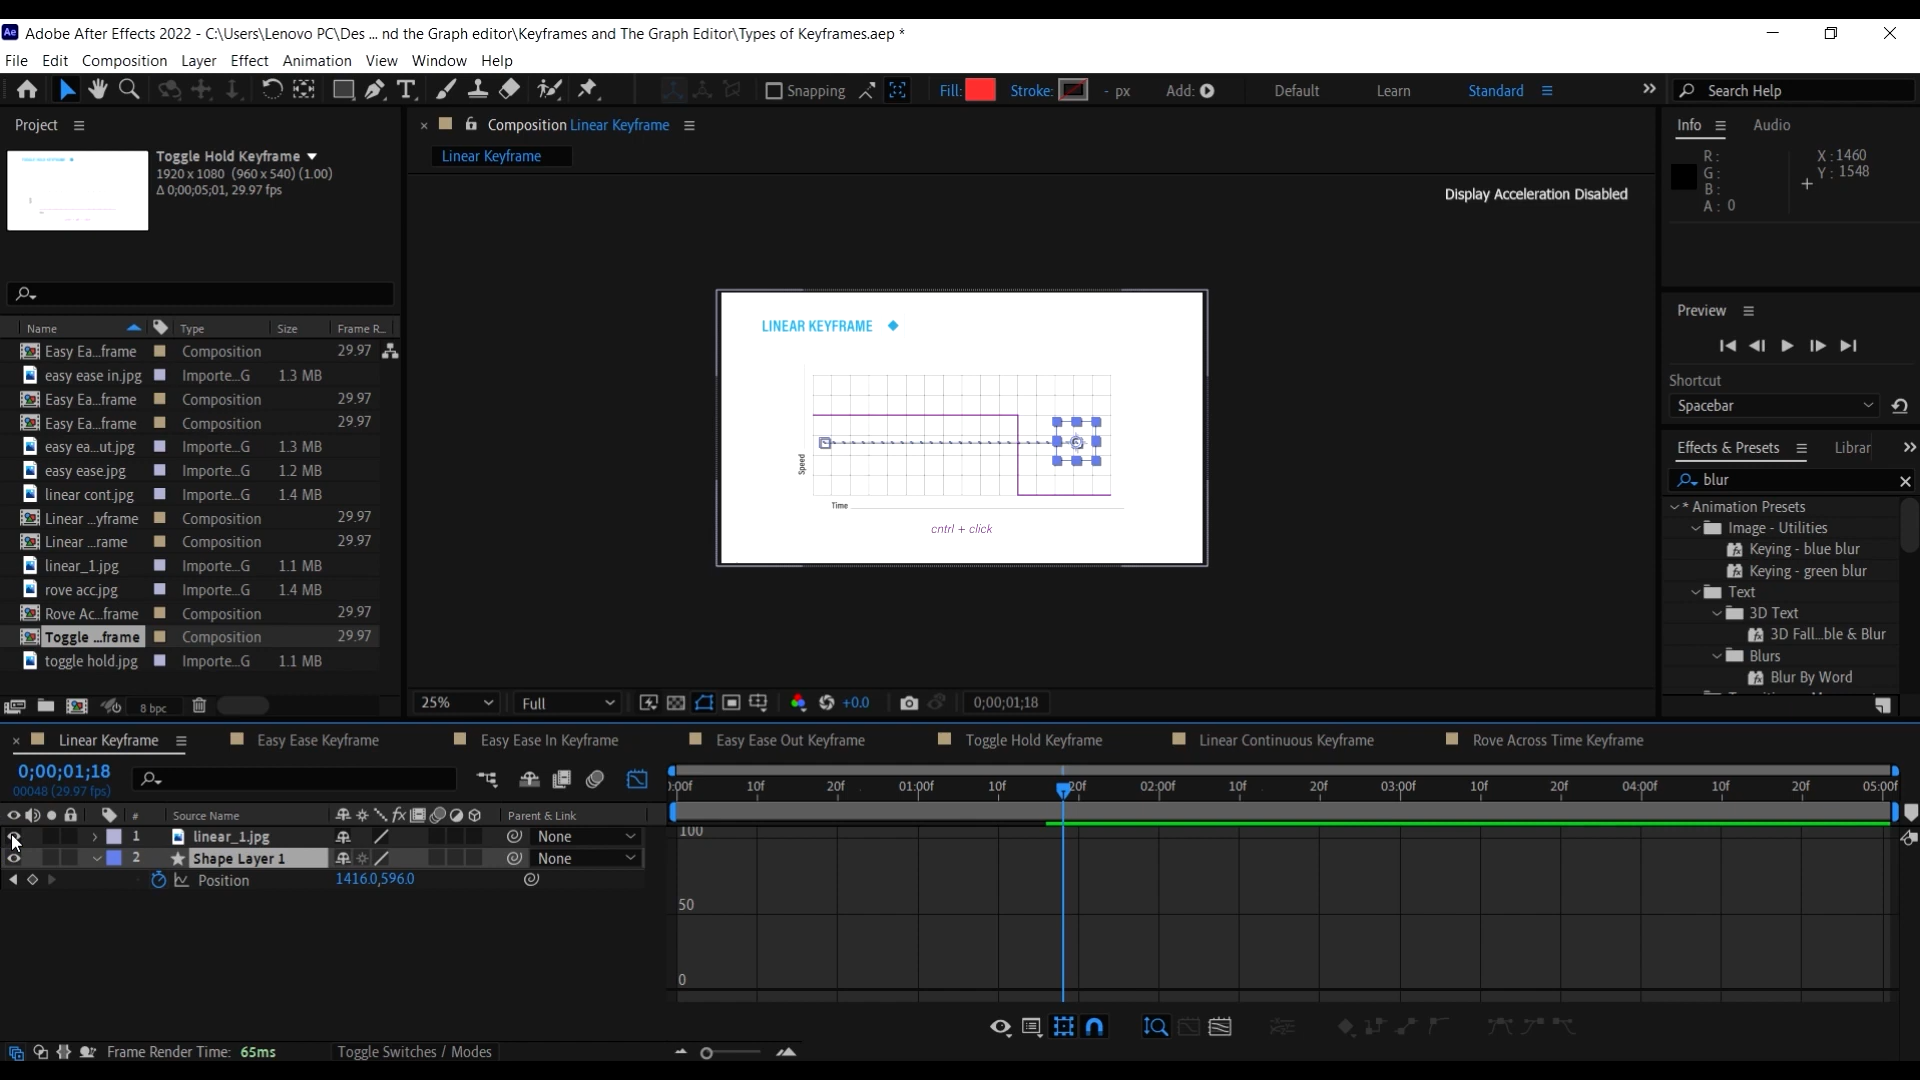 Adobe After Effects 2022 - C:\Users\Lenovo PC\Des ... nd the Graph editor\Keyframes and The Graph Editor\Types of Keyframes.aep *
File Edit Composition Layer Effect Animation View Window Help
Snapping Fill: Stroke: - px Add: Default Learn Standard Search Help
Project
Toggle Hold Keyframe
1920 x 1080 (960 x 540) (1.00)
Δ 0;00;05;01, 29.97 fps
Name Type Size Frame R...
Easy Ea...frame Composition 29.97
easy ease in.jpg Importe...G 1.3 MB
Easy Ea...frame Composition 29.97
Easy Ea...frame Composition 29.97
easy ea...ut.jpg Importe...G 1.3 MB
easy ease.jpg Importe...G 1.2 MB
linear cont.jpg Importe...G 1.4 MB
Linear ...yframe Composition 29.97
Linear ...rame Composition 29.97
linear_1.jpg Importe...G 1.1 MB
rove acc.jpg Importe...G 1.4 MB
Rove Ac...frame Composition 29.97
Toggle ...frame Composition 29.97
toggle hold.jpg Importe...G 1.1 MB
8 bpc
Composition Linear Keyframe
Linear Keyframe
Display Acceleration Disabled
LINEAR KEYFRAME
Speed
Time
cntrl + click
25% Full +0.0 0;00;01;18
Info Audio
R:
G:
B:
A: 0
X : 1460
Y : 1548
Preview
Shortcut
Spacebar
Effects & Presets Librar
blur
* Animation Presets
Image - Utilities
Keying - blue blur
Keying - green blur
Text
3D Text
3D Fall...ble & Blur
Blurs
Blur By Word
Linear Keyframe Easy Ease Keyframe Easy Ease In Keyframe Easy Ease Out Keyframe Toggle Hold Keyframe Linear Continuous Keyframe Rove Across Time Keyframe
0;00;01;18
00048 (29.97 fps)
):00f 10f 20f 01:00f 10f 20f 02:00f 10f 20f 03:00f 10f 20f 04:00f 10f 20f 05:00f
# Source Name fx Parent & Link
1 linear_1.jpg None
2 Shape Layer 1 None
Position 1416.0,596.0
100
50
0
Frame Render Time: 65ms Toggle Switches / Modes